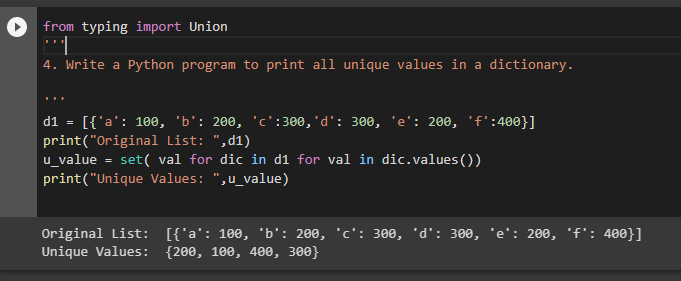 from typing import Union
'''
4. Write a Python program to print all unique values in a dictionary.
'''
d1 = [{'a': 100, 'b': 200, 'c':300,'d': 300, 'e': 200, 'f':400}]
print("Original List: ",d1)
u_value = set( val for dic in d1 for val in dic.values())
print("Unique Values: ",u_value)
Original List:  [{'a': 100, 'b': 200, 'c': 300, 'd': 300, 'e': 200, 'f': 400}]
Unique Values:  {200, 100, 400, 300}